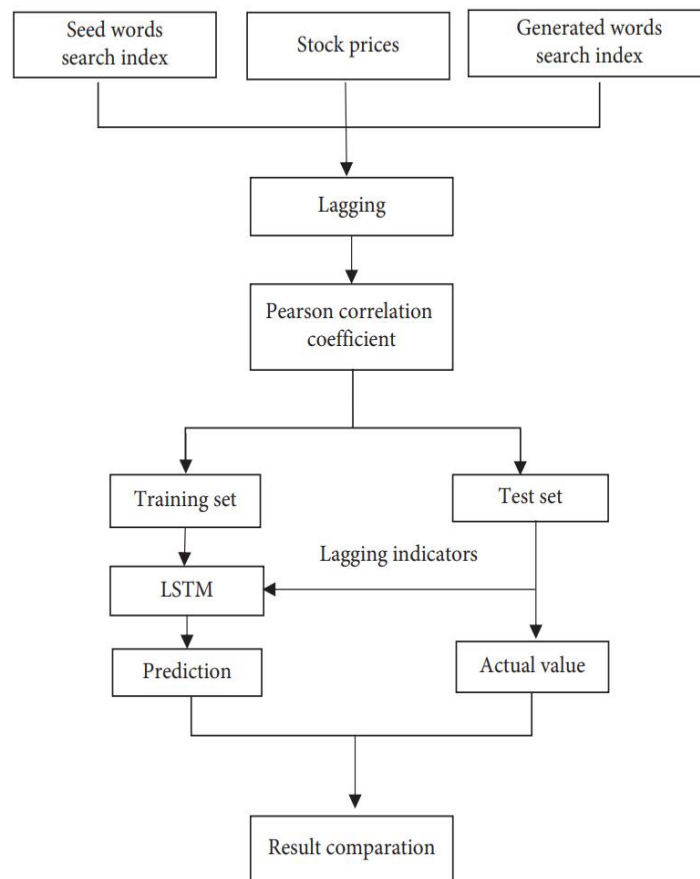 Seed words
search index
Stock prices
Generated words
search index
Lagging
Pearson correlation
coefficient
Training set
Test set
Lagging indicators
LSTM
Prediction
Actual value
Result comparation